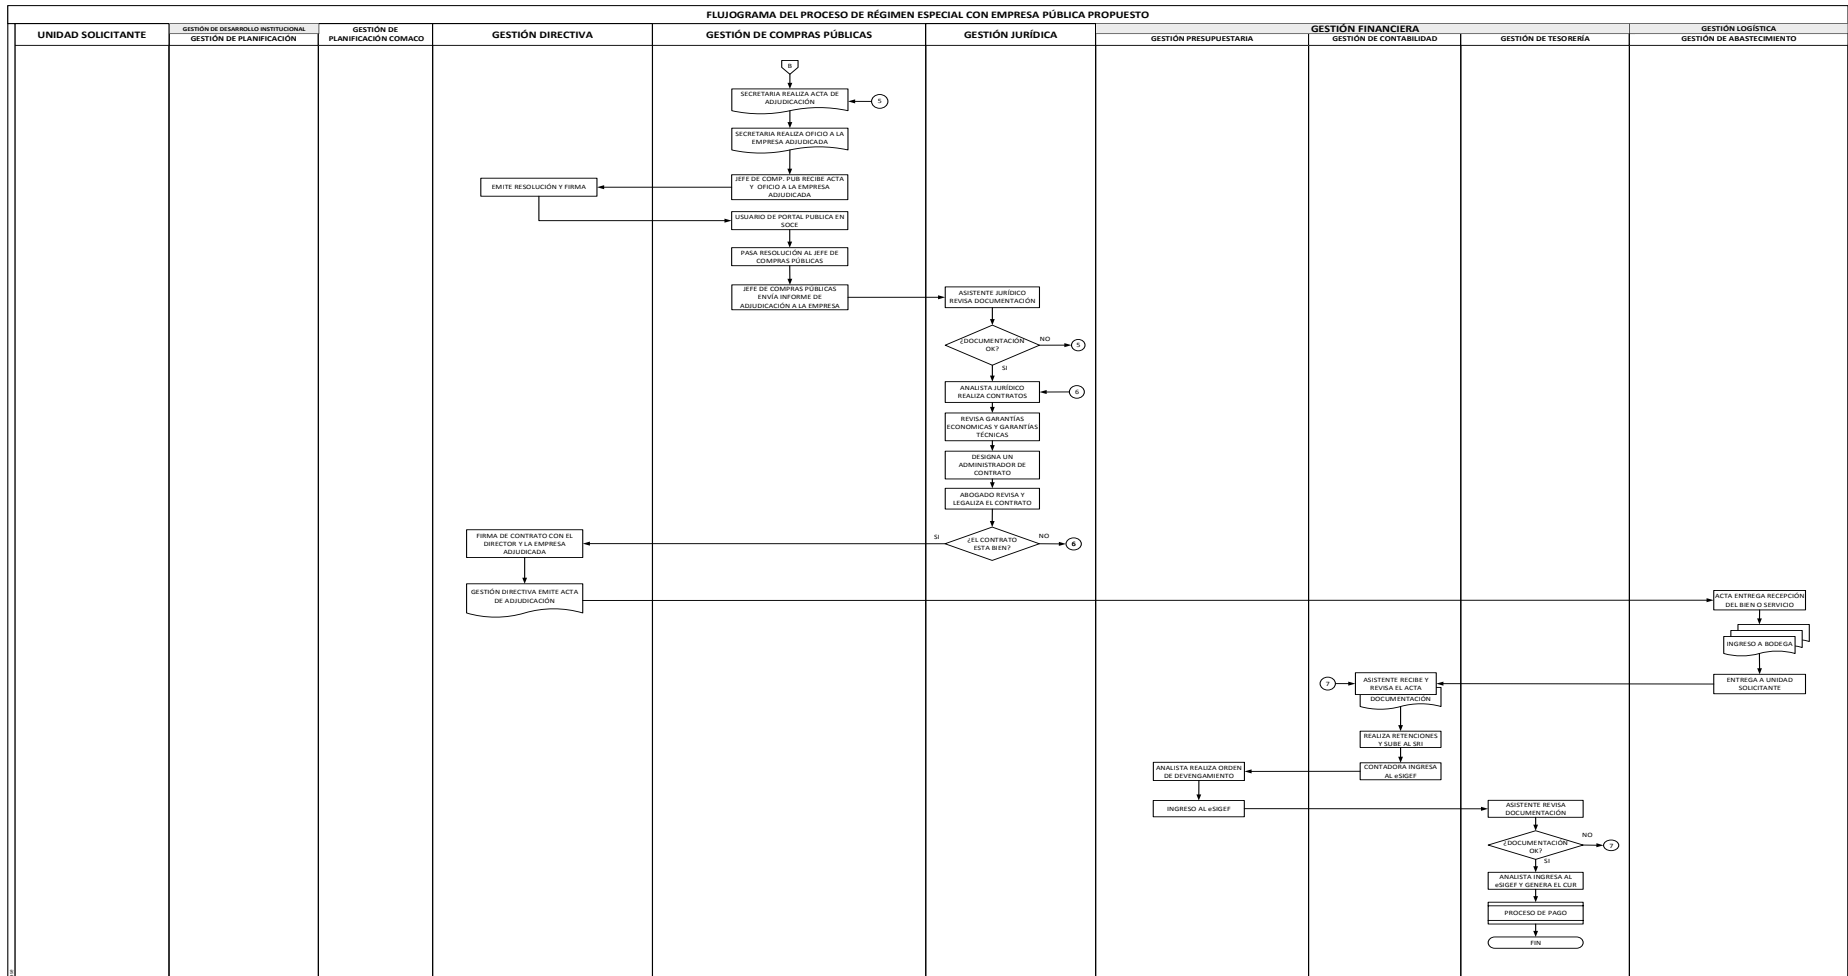 FLUJOGRAMA DEL PROCESO DE RÉGIMEN ESPECIAL CON EMPRESA PÚBLICA PROPUESTO
UNIDAD SOLICITANTE
GESTIÓN DE DESARROLLO INSTITUCIONAL
GESTIÓN DE PLANIFICACIÓN
GESTIÓN DE
PLANIFICACIÓN COMACO
GESTIÓN DIRECTIVA
GESTIÓN DE COMPRAS PÚBLICAS
GESTIÓN JURÍDICA
GESTIÓN FINANCIERA
GESTIÓN PRESUPUESTARIA
GESTIÓN DE CONTABILIDAD
GESTIÓN DE TESORERÍA
GESTIÓN LOGÍSTICA
GESTIÓN DE ABASTECIMIENTO
B
SECRETARIA REALIZA ACTA DE
ADJUDICACIÓN
5
SECRETARIA REALIZA OFICIO A LA
EMPRESA ADJUDICADA
JEFE DE COMP. PUB RECIBE ACTA
Y OFICIO A LA EMPRESA
ADJUDICADA
EMITE RESOLUCIÓN Y FIRMA
USUARIO DE PORTAL PUBLICA EN
SOCE
PASA RESOLUCIÓN AL JEFE DE
COMPRAS PÚBLICAS
JEFE DE COMPRAS PÚBLICAS
ENVÍA INFORME DE
ADJUDICACIÓN A LA EMPRESA
ASISTENTE JURÍDICO
REVISA DOCUMENTACIÓN
¿DOCUMENTACIÓN
OK?
NO
5
SI
ANALISTA JURÍDICO
REALIZA CONTRATOS
6
REVISA GARANTÍAS
ECONOMICAS Y GARANTÍAS
TÉCNICAS
DESIGNA UN
ADMINISTRADOR DE
CONTRATO
ABOGADO REVISA Y
LEGALIZA EL CONTRATO
¿EL CONTRATO
ESTA BIEN?
SI
NO
6
FIRMA DE CONTRATO CON EL
DIRECTOR Y LA EMPRESA
ADJUDICADA
GESTIÓN DIRECTIVA EMITE ACTA
DE ADJUDICACIÓN
ACTA ENTREGA RECEPCIÓN
DEL BIEN O SERVICIO
INGRESO A BODEGA
ENTREGA A UNIDAD
SOLICITANTE
7
ASISTENTE RECIBE Y
REVISA EL ACTA
DOCUMENTACIÓN
REALIZA RETENCIONES
Y SUBE AL SRI
CONTADORA INGRESA
AL eSIGEF
ANALISTA REALIZA ORDEN
DE DEVENGAMIENTO
INGRESO AL eSIGEF
ASISTENTE REVISA
DOCUMENTACIÓN
¿DOCUMENTACIÓN
OK?
NO
7
SI
ANALISTA INGRESA AL
eSIGEF Y GENERA EL CUR
PROCESO DE PAGO
FIN